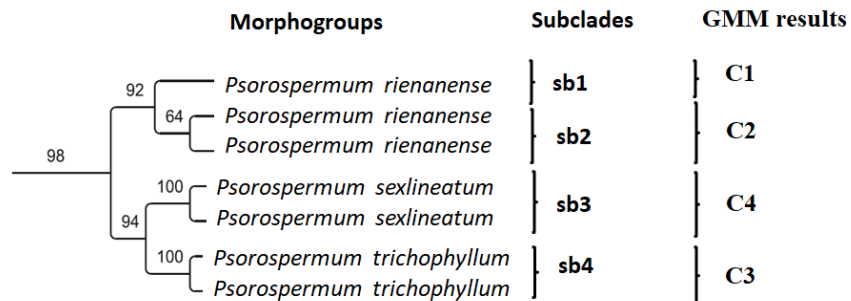 Morphogroups Subclades GMM results
92 Psorospermum rienanense sb1 C1
64 Psorospermum rienanense sb2 C2
Psorospermum rienanense
98
100 Psorospermum sexlineatum sb3 C4
94 Psorospermum sexlineatum
100 Psorospermum trichophyllum sb4 C3
Psorospermum trichophyllum